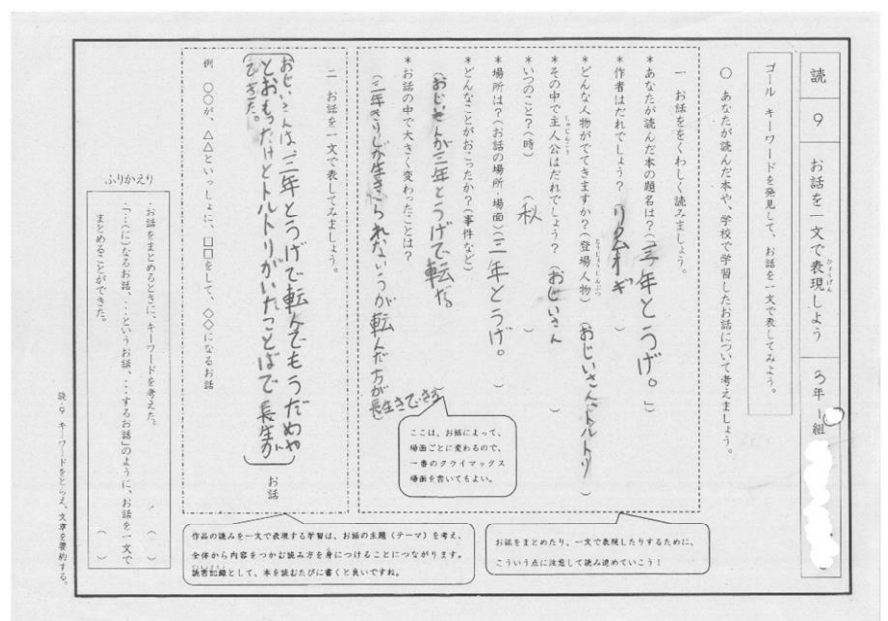 読 9 お話を一文で表現しよう 3年1組
ゴール キーワードを発見して、お話を一文で表してみよう。
○ あなたが読んだ本や、学校で学習したお話について考えましょう。
一 お話ををくわしく読みましょう。
*あなたが読んだ本の題名は?(「三年とうげ。」)
*作者はだれでしょう?( リクムオギ )
*どんな人物がでてきますか?(登場人物)(おじいさん、トルトリ)
*その中で主人公はだれでしょう?(おじいさん)
*いつのこと?(時)( 秋 )
*場所は?(お話の場所・場面)(三年とうげ。)
*どんなことがおこったか?(事件など)
(おじいさんが三年とうげで転んだ。
*お話の中で大きく変わったことは?
(三年きりしか生きられないのが転んだ方が長生きできる
ここは、お話によって、
場面ごとに変わるので、
一番のクライマックス
場面を書いてもよい。
お話をまとめたり、一文で表現したりするために、
こういう点に注意して読み進めていこう!
二 お話を一文で表してみましょう。
例 ○○が、△△といっしょに、□□をして、◇◇になるお話
おじいさんは、三年とうげで転んでもうだめや
とおもったけどトルトリがいたことばで長生が
できた。 お話
作品の読みを一文で表現する学習は、お話の主題(テーマ)を考え、
全体から内容をつかむ読み方を身につけることにつながります。
読書記録として、本を読むたびに書くと良いですね。
ふりかえり
・お話をまとめるときに、キーワードを考えた。 ( )
・「…(に)なるお話、…というお話、…するお話」のように、お話を一文で
まとめることができた。 ( )
読-9 キーワードをとらえ、文章を要約する。